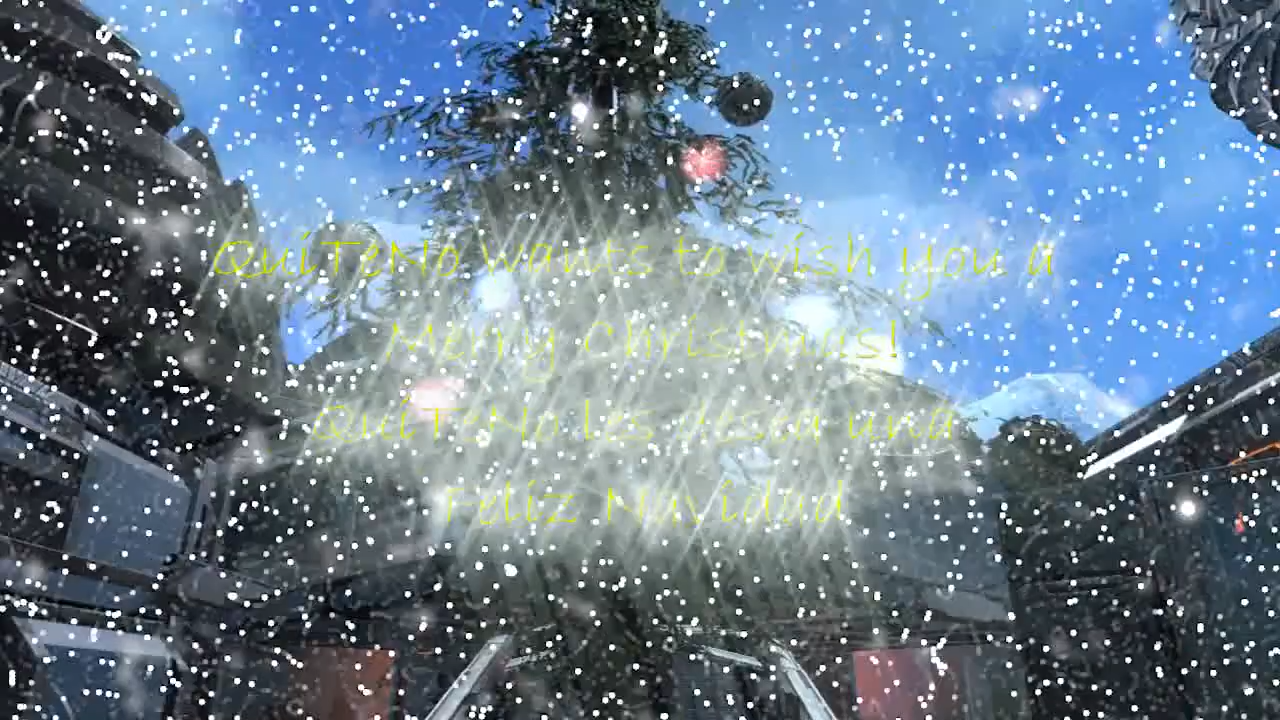 QuiTeNo wants to wish you a
Merry Christmas!
QuiTeNo les desea una
Feliz Navidad